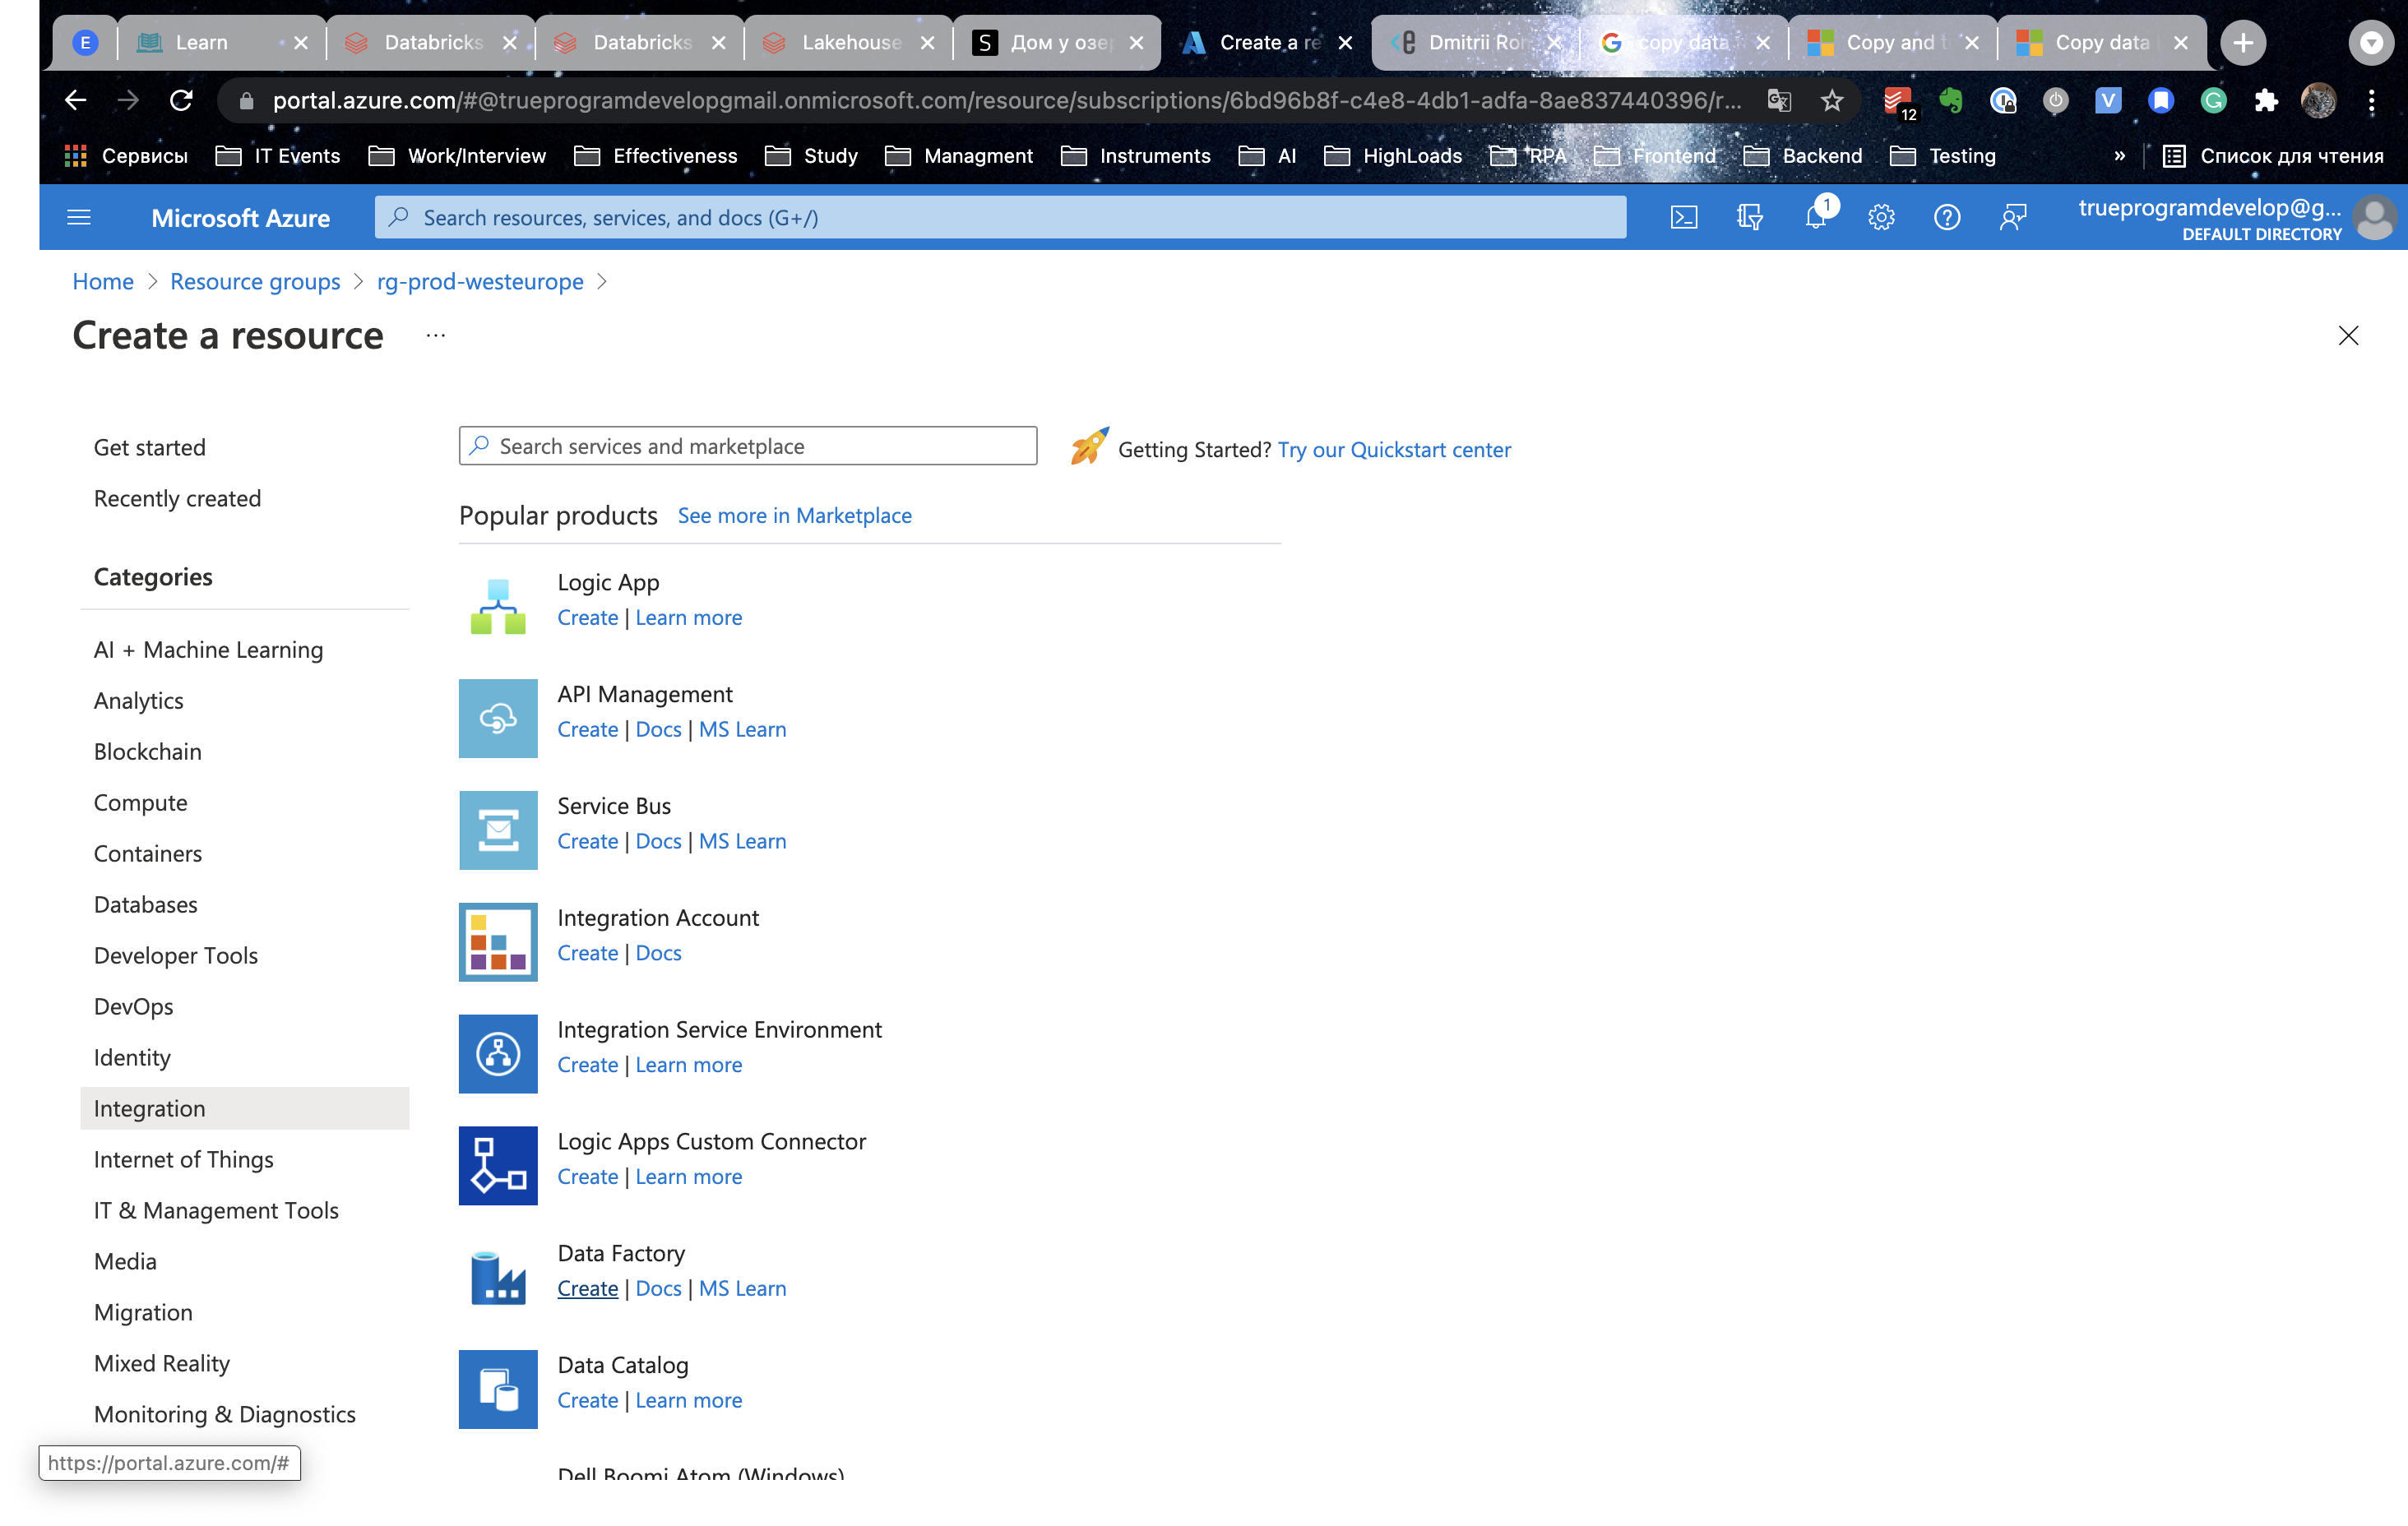 E
Learn
Databricks
Databricks
Lakehouse
S
Дом у озе
Create a re
Dmitrii Ron
copy data
Copy and t
Copy data
portal.azure.com/#@trueprogramdevelopgmail.onmicrosoft.com/resource/subscriptions/6bd96b8f-c4e8-4db1-adfa-8ae837440396/r...
12
Сервисы
IT Events
Work/Interview
Effectiveness
Study
Managment
Instruments
AI
HighLoads
RPA
Frontend
Backend
Testing
»
Список для чтения
Microsoft Azure
Search resources, services, and docs (G+/)
1
trueprogramdevelop@g...
DEFAULT DIRECTORY
Home > Resource groups > rg-prod-westeurope >
Create a resource ...
Get started
Recently created
Categories
AI + Machine Learning
Analytics
Blockchain
Compute
Containers
Databases
Developer Tools
DevOps
Identity
Integration
Internet of Things
IT & Management Tools
Media
Migration
Mixed Reality
Monitoring & Diagnostics
https://portal.azure.com/#
Search services and marketplace
Getting Started? Try our Quickstart center
Popular products See more in Marketplace
Logic App
Create | Learn more
API Management
Create | Docs | MS Learn
Service Bus
Create | Docs | MS Learn
Integration Account
Create | Docs
Integration Service Environment
Create | Learn more
Logic Apps Custom Connector
Create | Learn more
Data Factory
Create | Docs | MS Learn
Data Catalog
Create | Learn more
Dell Boomi Atom (Windows)